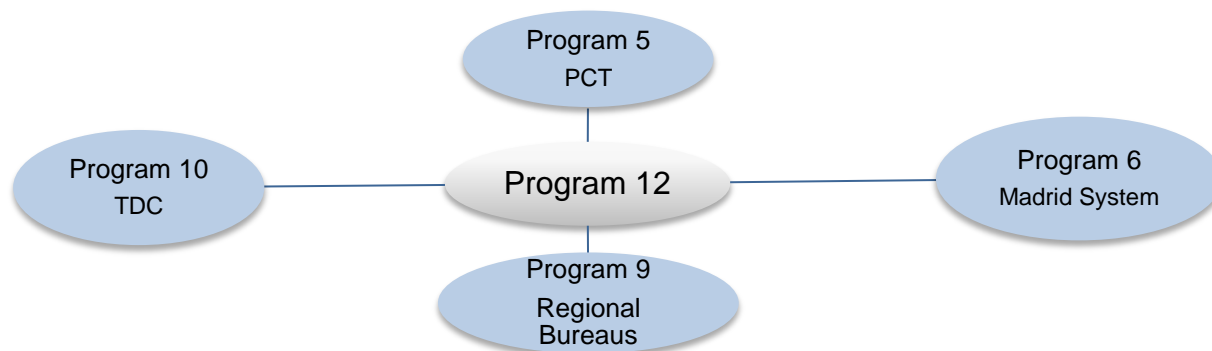 Program 5
PCT
Program 10
TDC
Program 12
Program 6
Madrid System
Program 9
Regional
Bureaus